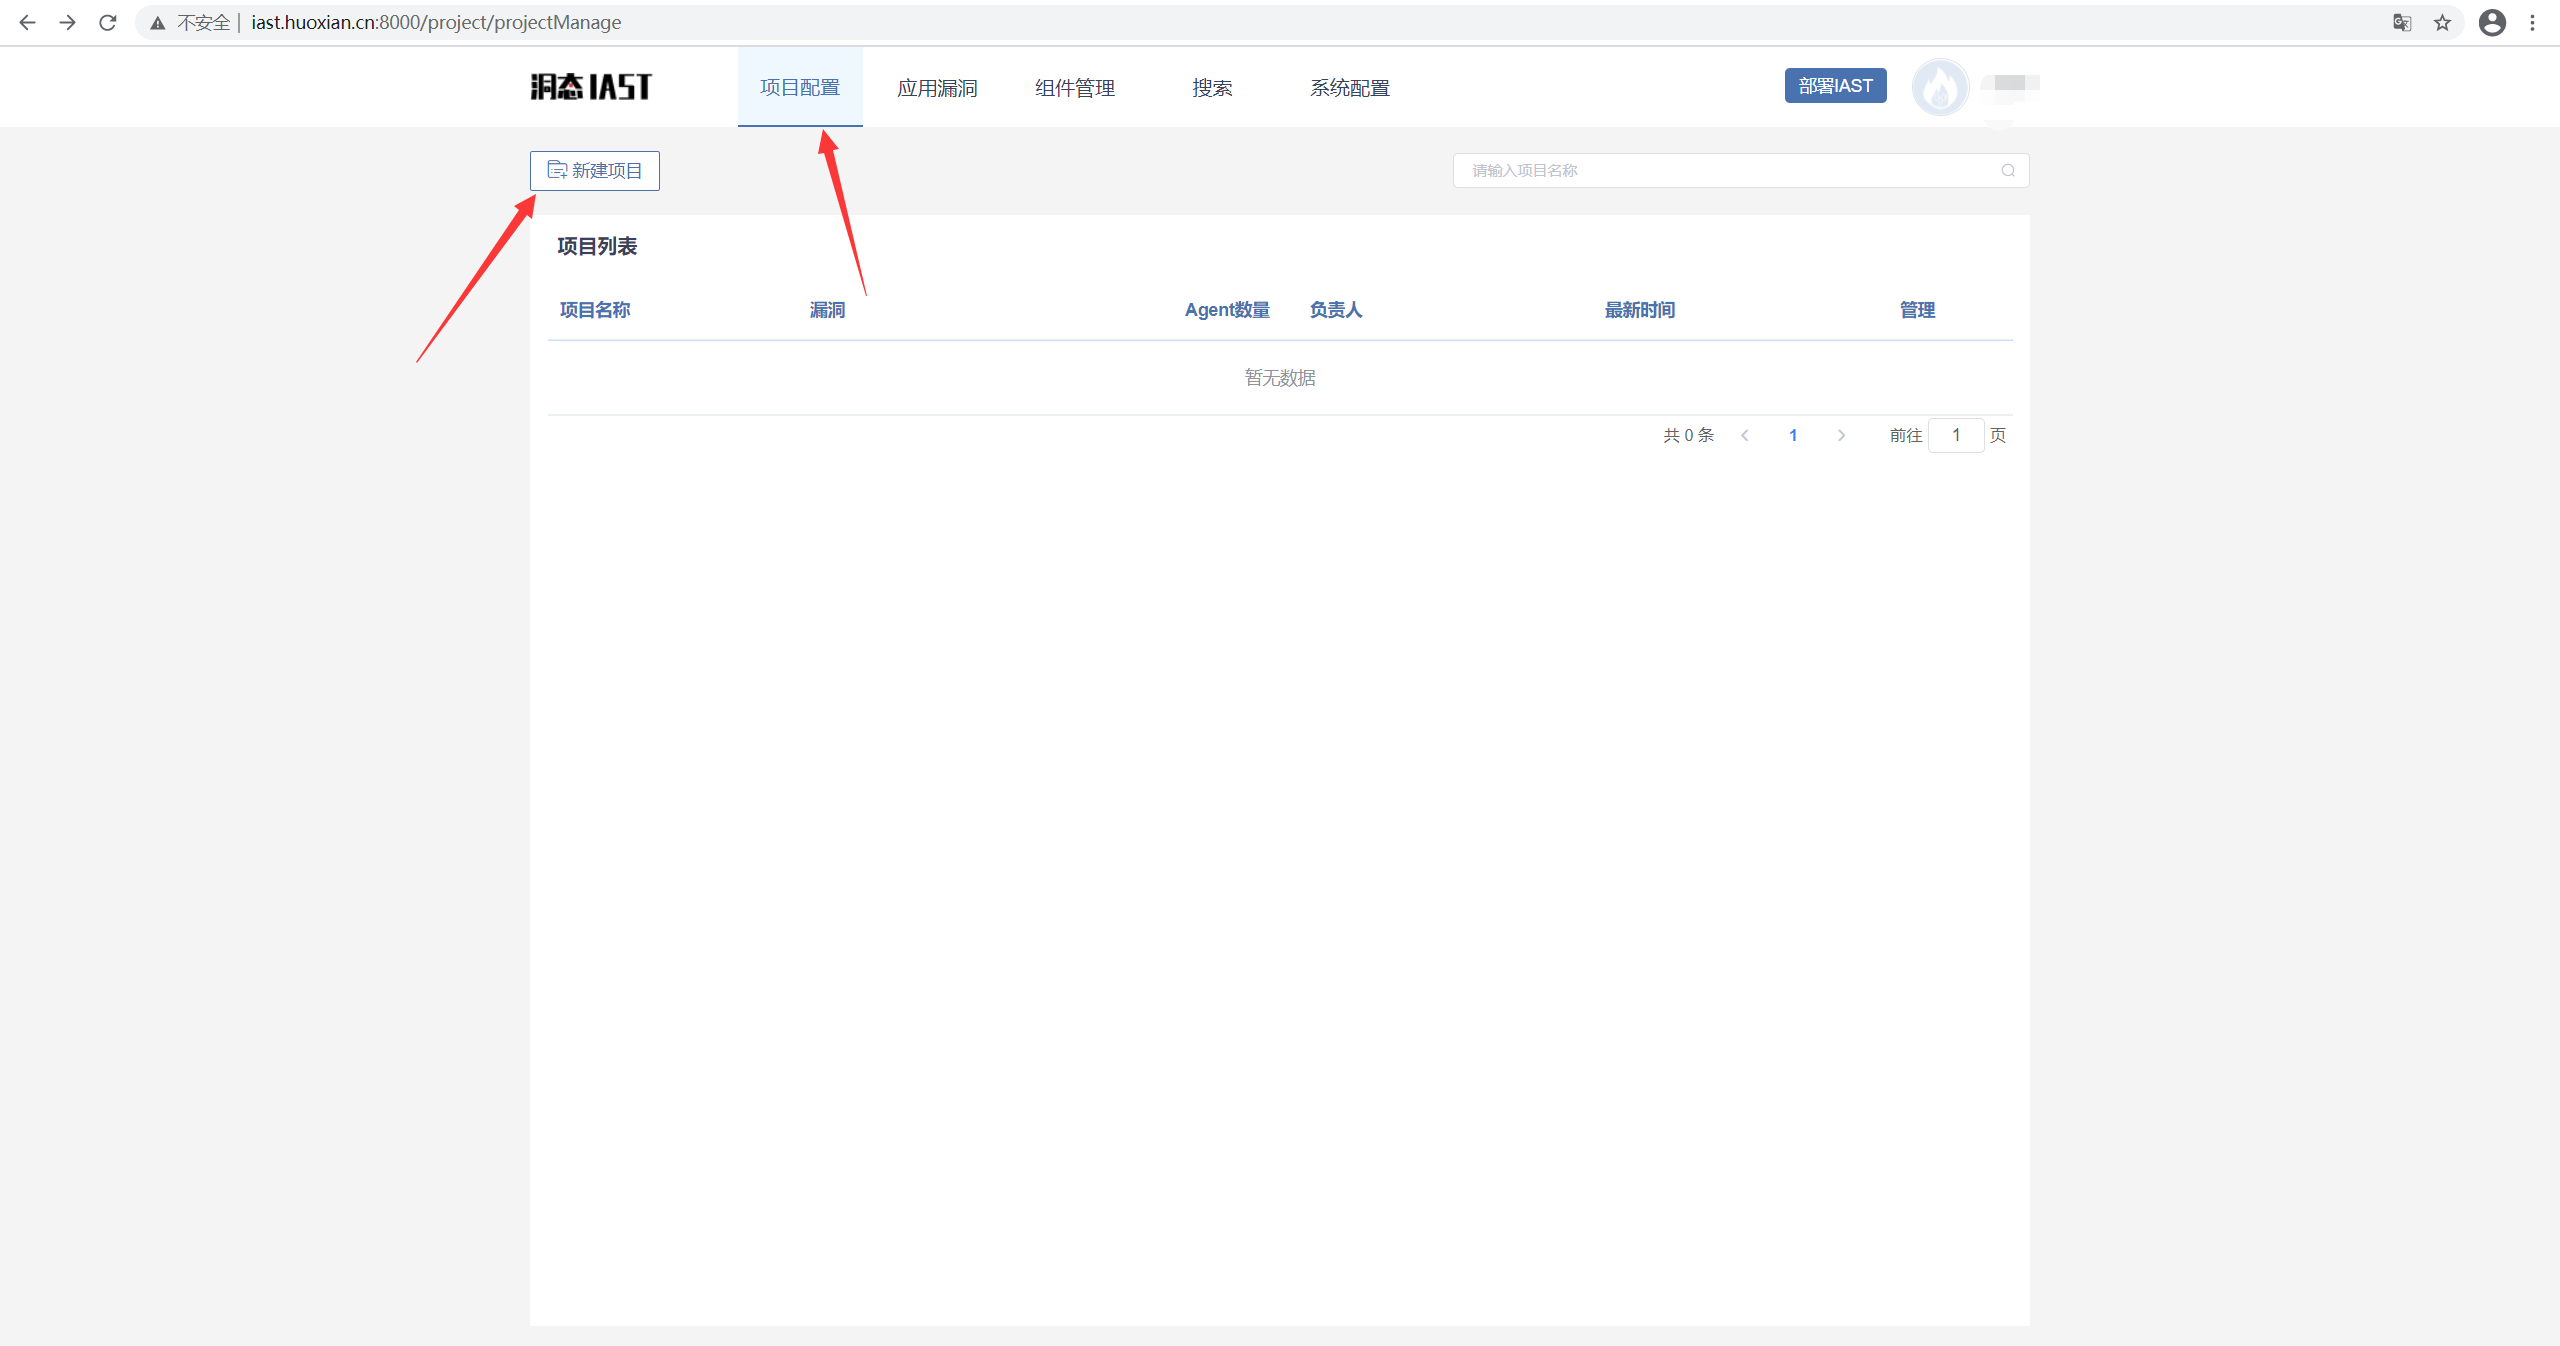 不安全 | iast.huoxian.cn:8000/project/projectManage
洞态 IAST 项目配置 应用漏洞 组件管理 搜索 系统配置 部署IAST
新建项目 请输入项目名称
项目列表
项目名称 漏洞 Agent数量 负责人 最新时间 管理
暂无数据
共 0 条 1 前往 1 页